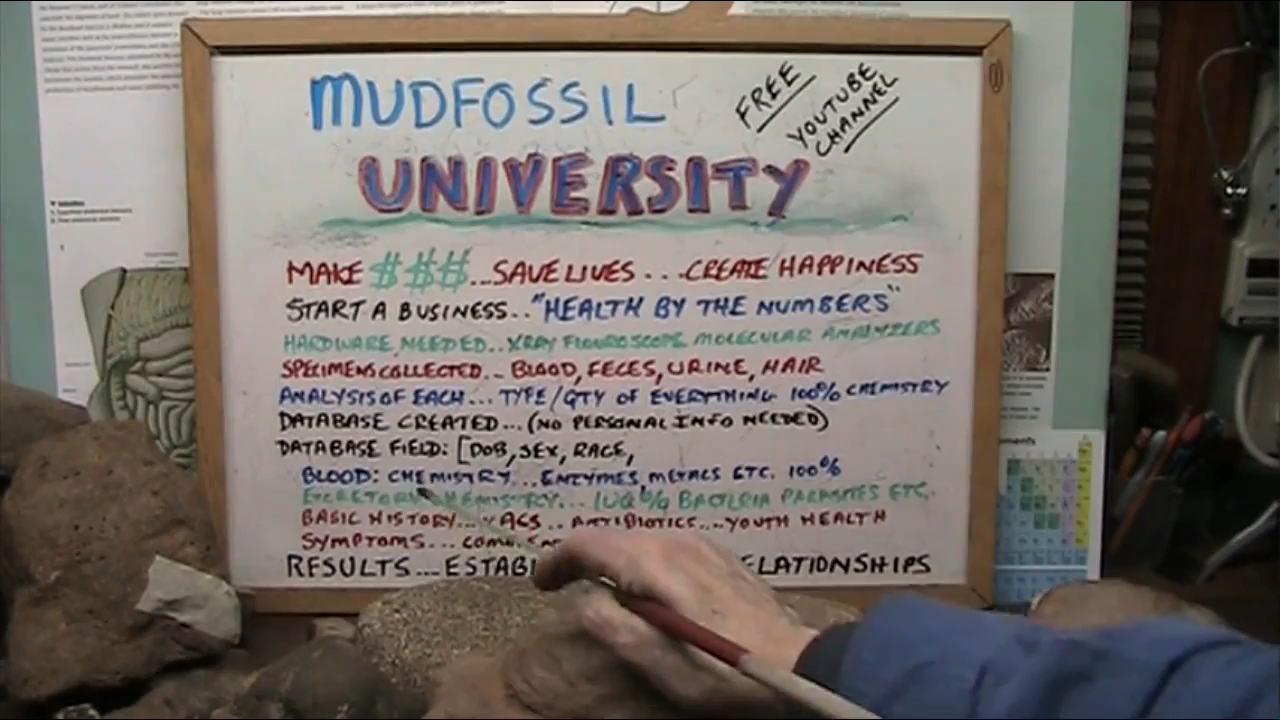 MUDFOSSIL
FREE
YOUTUBE
CHANNEL
UNIVERSITY
MAKE $$$...SAVE LIVES...CREATE HAPPINESS
START A BUSINESS.."HEALTH BY THE NUMBERS"
HARDWARE NEEDED..XRAY FLOUROSCOPE MOLECULAR ANALYZERS
SPECIMENS COLLECTED.. BLOOD, FECES, URINE, HAIR
ANALYSIS OF EACH... TYPE/QTY OF EVERYTHING 100% CHEMISTRY
DATABASE CREATED...(NO PERSONAL INFO NEEDED)
DATABASE FIELD: [DOB, SEX, RACE,
BLOOD: CHEMISTRY...ENZYMES, METALS ETC. 100%
EXCRETORY CHEMISTRY... 100% BACTERIA PARASITES ETC.
BASIC HISTORY...VACS..ANTIBIOTICS...YOUTH HEALTH
SYMPTOMS...
RESULTS...